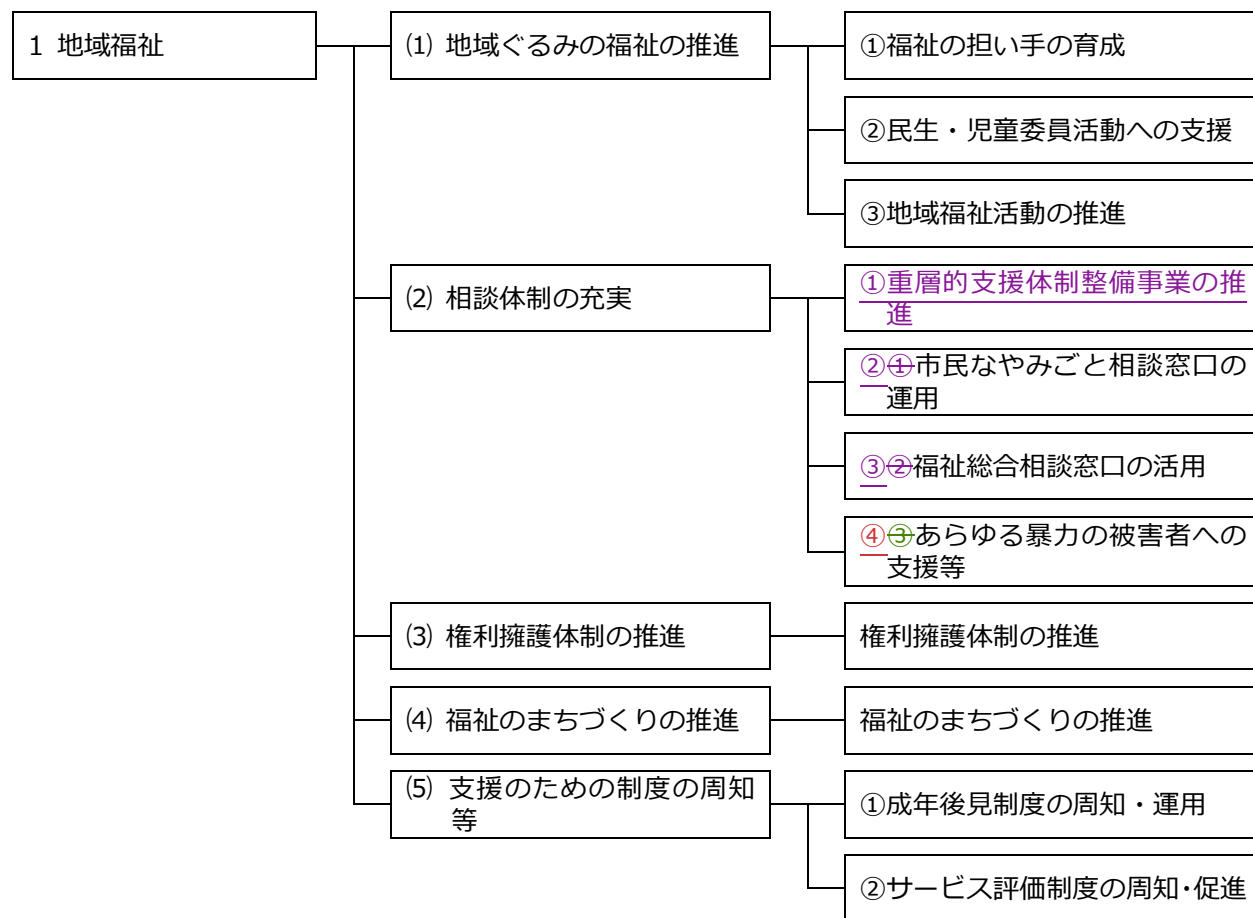 1 地域福祉
⑴ 地域ぐるみの福祉の推進
①福祉の担い手の育成
②民生・児童委員活動への支援
③地域福祉活動の推進
⑵ 相談体制の充実
①重層的支援体制整備事業の推
進
②①市民なやみごと相談窓口の
運用
③②福祉総合相談窓口の活用
④③あらゆる暴力の被害者への
支援等
⑶ 権利擁護体制の推進
権利擁護体制の推進
⑷ 福祉のまちづくりの推進
福祉のまちづくりの推進
⑸ 支援のための制度の周知
等
①成年後見制度の周知・運用
②サービス評価制度の周知・促進